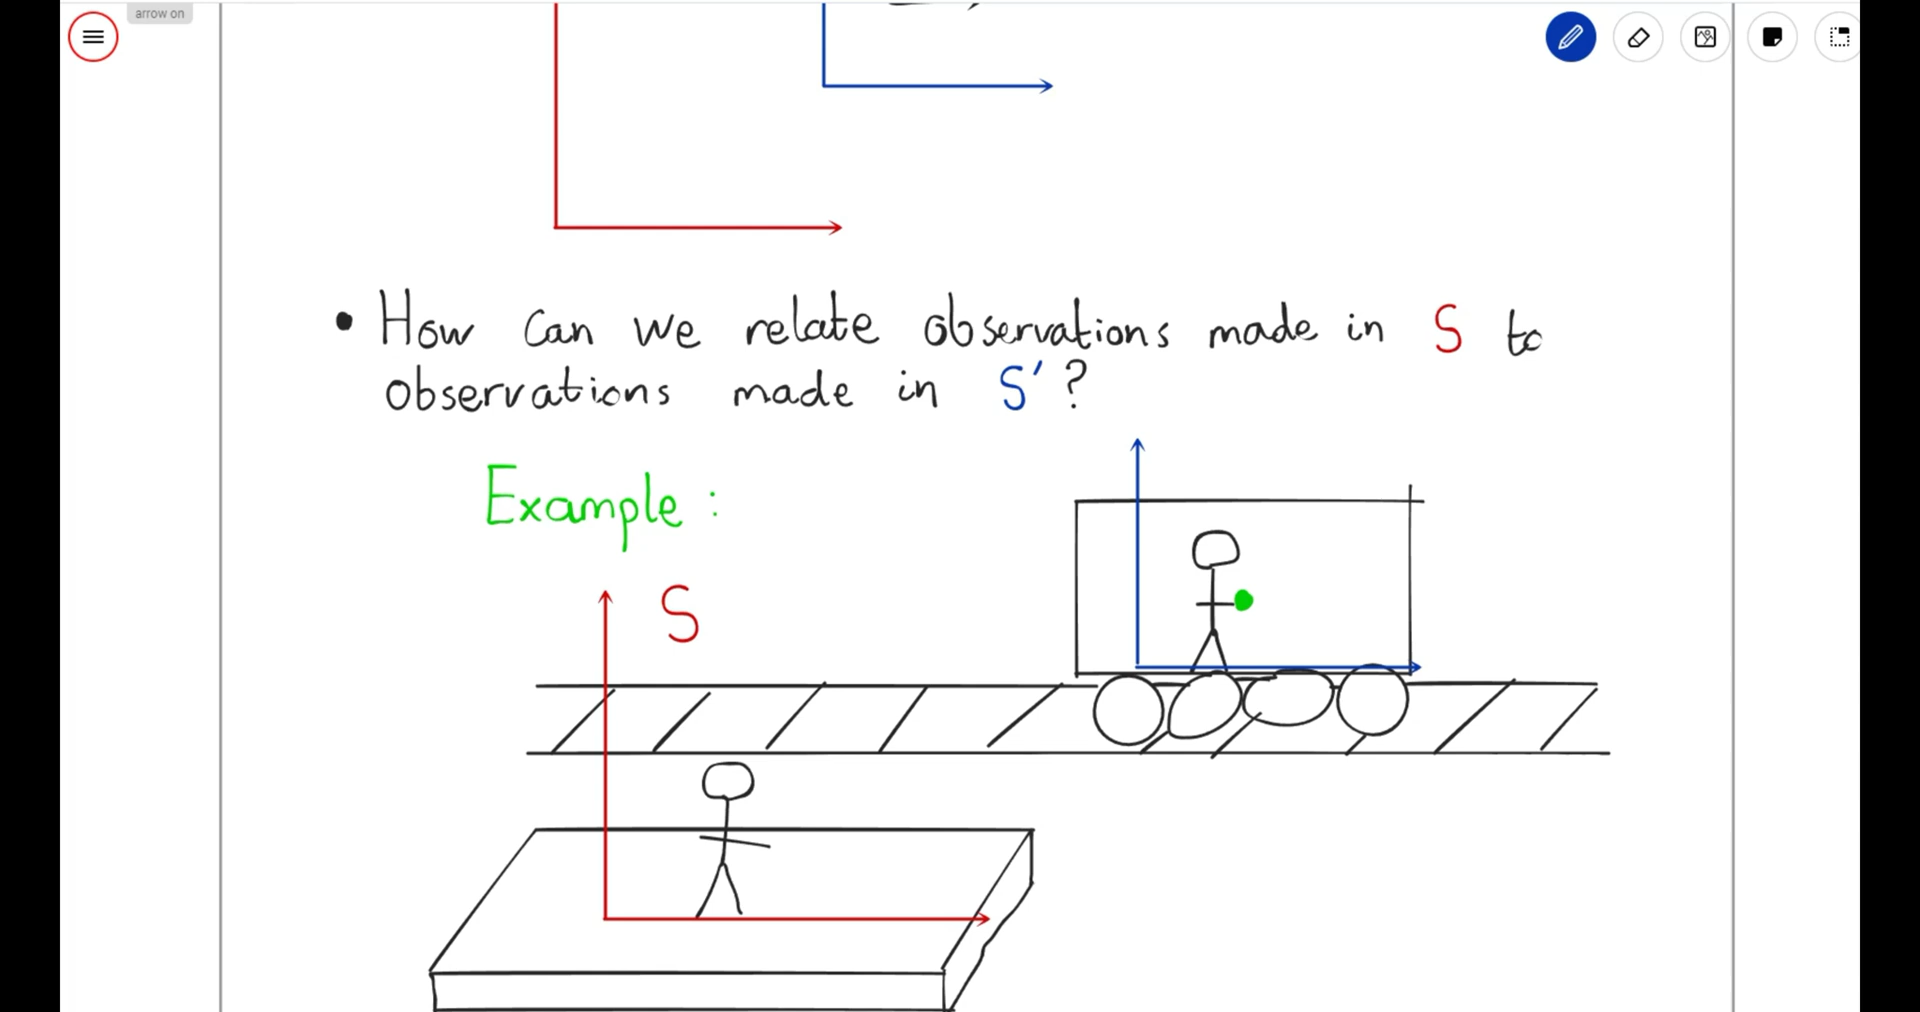 arrow on
• How can we relate observations made in S to
observations made in S' ?
Example :
S